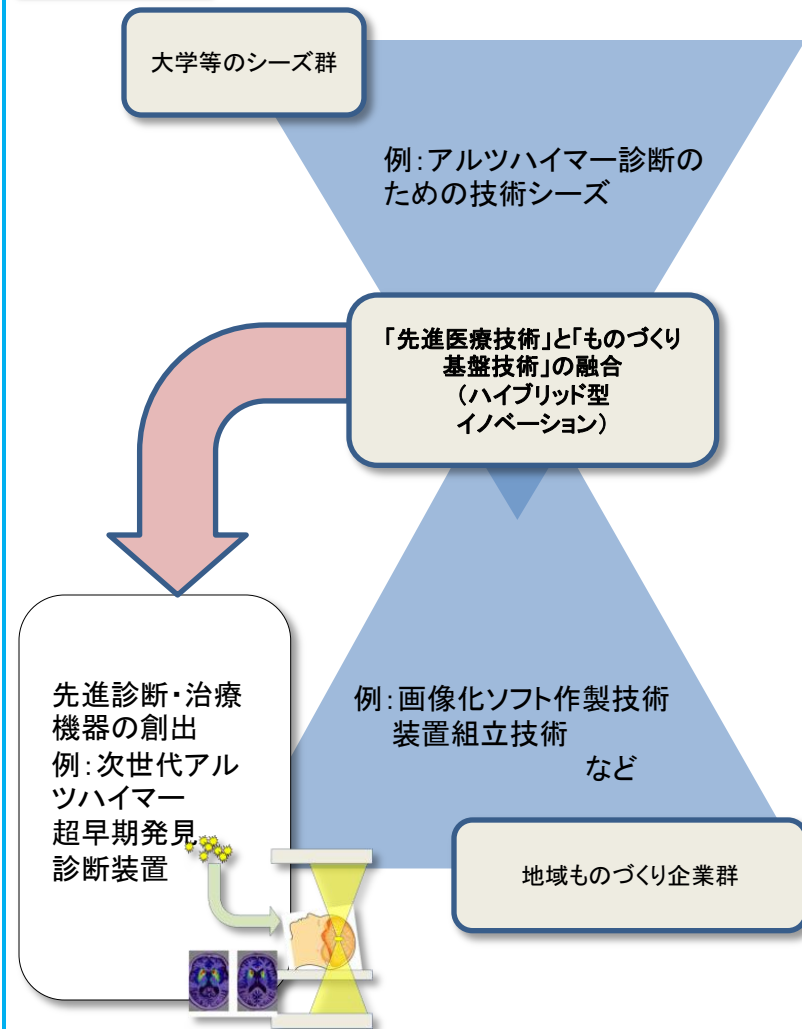 大学等のシーズ群
例:アルツハイマー診断の
ための技術シーズ
「先進医療技術」と「ものづくり
基盤技術」の融合
(ハイブリッド型
イノベーション)
先進診断・治療
機器の創出
例:次世代アル
ツハイマー
超早期発見
診断装置
例:画像化ソフト作製技術
装置組立技術
など
地域ものづくり企業群